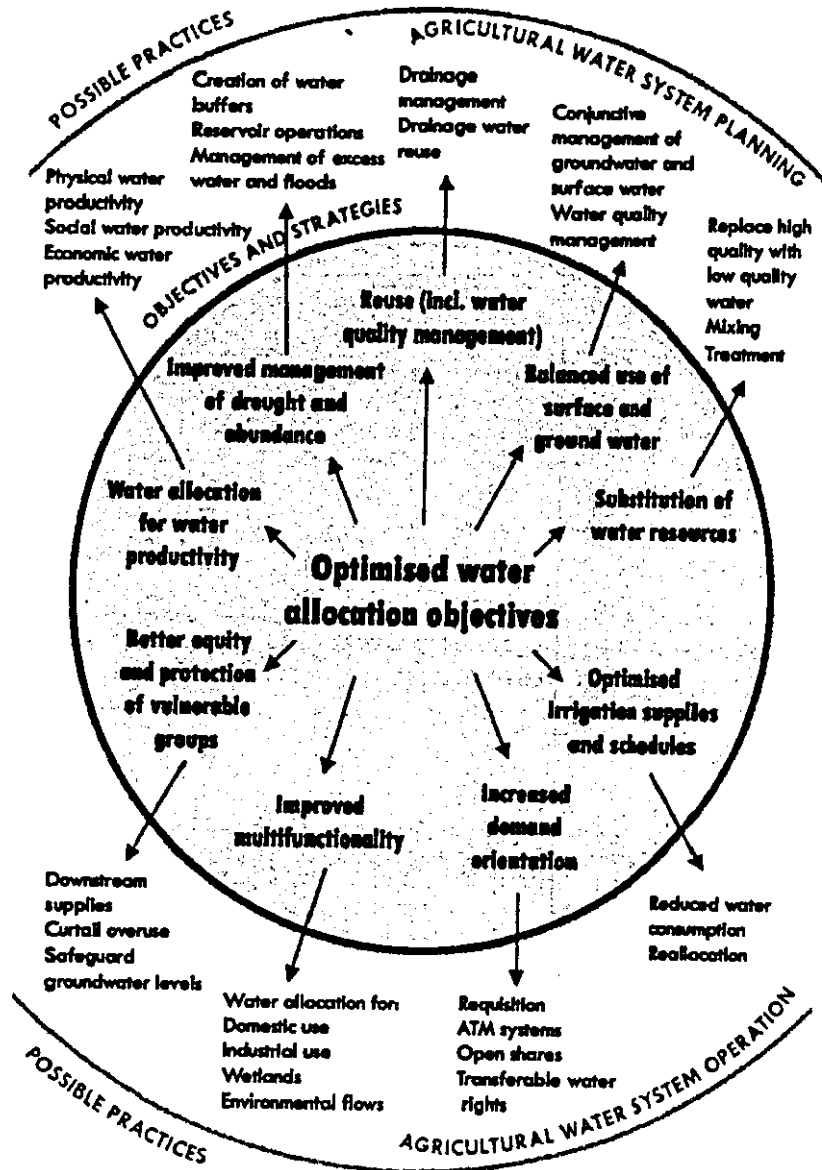 POSSIBLE PRACTICES
AGRICULTURAL WATER SYSTEM PLANNING
Physical water
productivity
Social water productivity
Economic water
productivity
Creation of water
buffers
Reservoir operations
Management of excess
water and floods
Drainage
management
Drainage water
reuse
Conjunctive
management of
groundwater and
surface water
Water quality
management
Replace high
quality with
low quality
water
Mixing
Treatment
OBJECTIVES AND STRATEGIES
Reuse (incl. water
quality management)
Improved management
of drought and
abundance
Balanced use of
surface and
ground water
Water allocation
for water
productivity
Substitution of
water resources
Optimised water
allocation objectives
Better equity
and protection
of vulnerable
groups
Optimised
irrigation supplies
and schedules
Improved
multifunctionality
Increased
demand
orientation
Downstream
supplies
Curtail overuse
Safeguard
groundwater levels
Water allocation for:
Domestic use
Industrial use
Wetlands
Environmental flows
Requisition
ATM systems
Open shares
Transferable water
rights
Reduced water
consumption
Reallocation
POSSIBLE PRACTICES
AGRICULTURAL WATER SYSTEM OPERATION